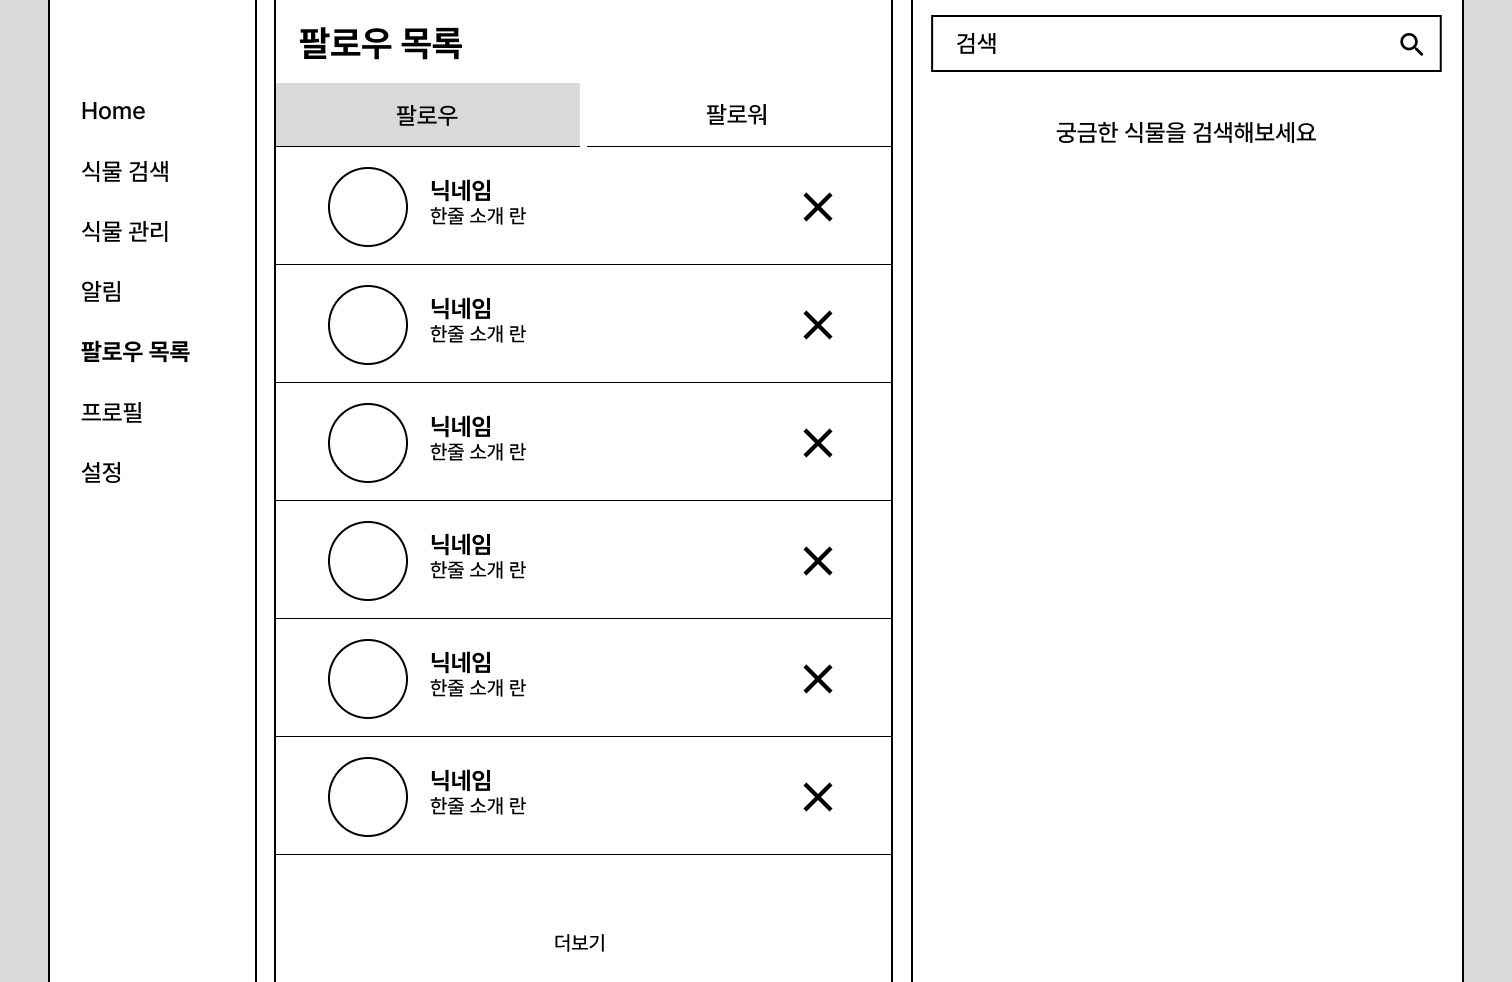 Home
식물 검색
식물 관리
알림
팔로우 목록
프로필
설정
팔로우 목록
팔로우
팔로워
닉네임
한줄 소개 란
닉네임
한줄 소개 란
닉네임
한줄 소개 란
닉네임
한줄 소개 란
닉네임
한줄 소개 란
닉네임
한줄 소개 란
더보기
검색
궁금한 식물을 검색해보세요